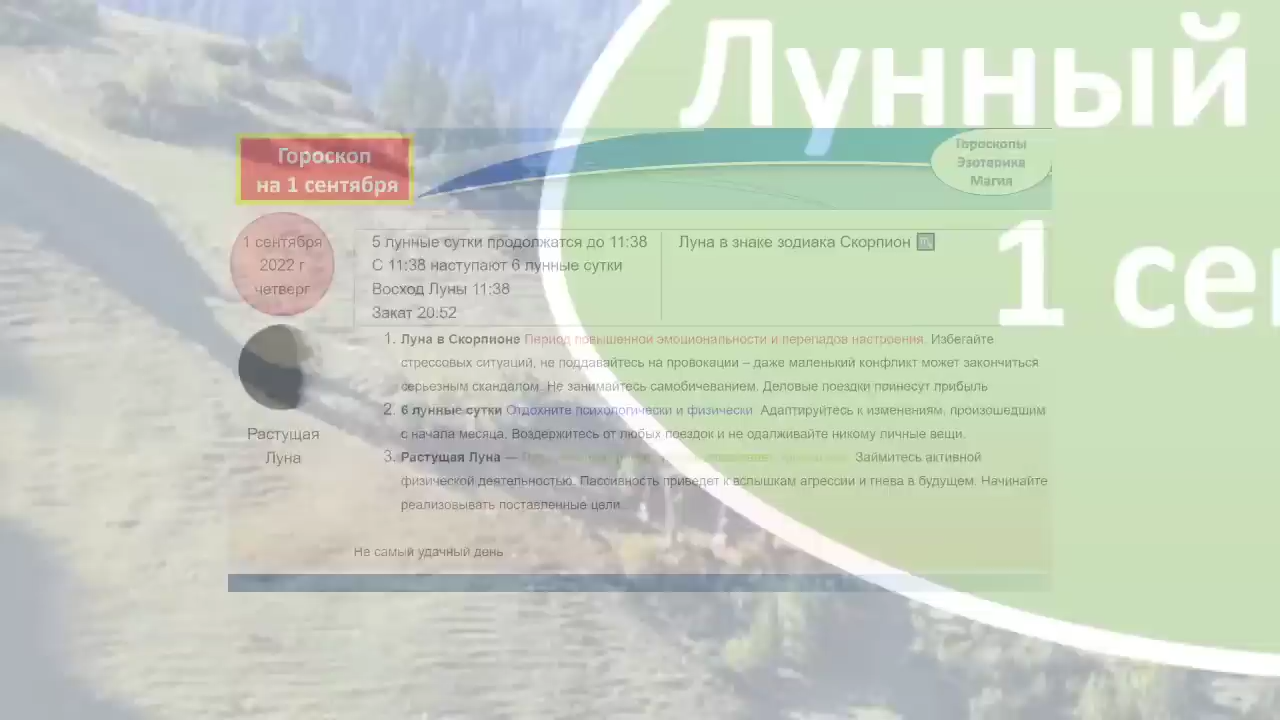 Лунный
1 се
Гороскоп
на 1 сентября
Гороскопы
Эзотерика
Магия
1 сентября
2022 г
четверг
5 лунные сутки продолжатся до 11:38
С 11:38 наступают 6 лунные сутки
Восход Луны 11:38
Закат 20.52
Луна в знаке зодиака Скорпион ♏
Растущая
Луна
1. Луна в Скорпионе Период повышенной эмоциональности и перепадов настроения. Избегайте
стрессовых ситуаций, не поддавайтесь на провокации – даже маленький конфликт может закончиться
серьезным скандалом. Не занимайтесь самобичеванием. Деловые поездки принесут прибыль
2. 6 лунные сутки Отдохните психологически и физически Адаптируйтесь к изменениям, произошедшим
с начала месяца. Воздержитесь от любых поездок и не одалживайте никому личные вещи.
3. Растущая Луна — Займитесь активной
физической деятельностью. Пассивность приведет к вспышкам агрессии и гнева в будущем. Начинайте
реализовывать поставленные цели.
Не самый удачный день